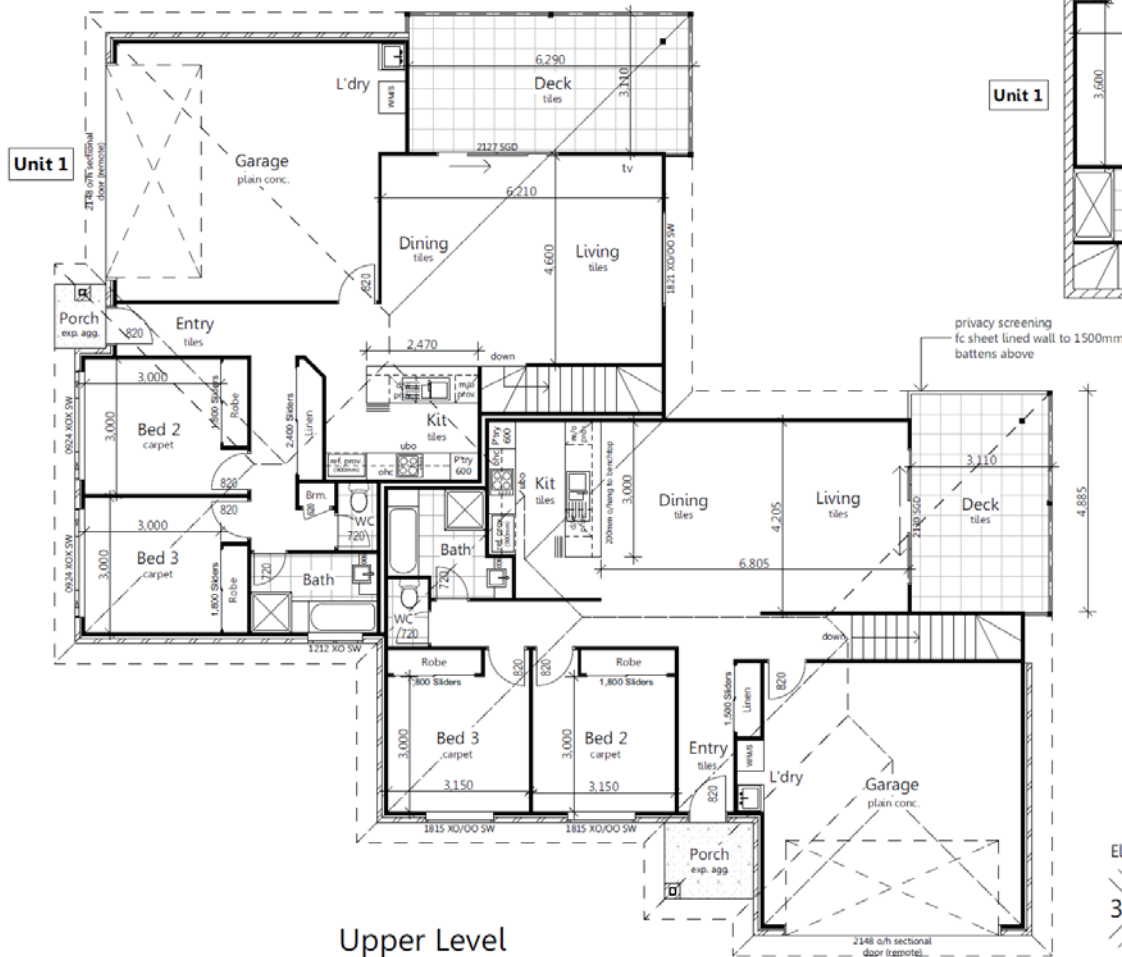 Unit 1
2148 o/h sectional
door (remote)
Garage
plain conc.
L'dry
WM/S
6,290
3,110
Deck
tiles
2127 SGD
tv
6,210
Dining
tiles
4,600
Living
tiles
1821 XO/OO SW
820
Porch
exp. agg.
820
Entry
tiles
2,470
down
m/o
prov.
Kit
tiles
ubo
ohc
ref. prov.
(900mm)
P'try
600
3,000
3,000
Bed 2
carpet
1,800 Sliders
Robe
2,400 Sliders
Linen
0924 XOX SW
820
820
3,000
3,000
Bed 3
carpet
1,800 Sliders
Robe
0924 XOX SW
Brm.
WC
720
720
Bath
1212 XO SW
Unit 1
3,600
privacy screening
fc sheet lined wall to 1500mm
battens above
P'try
600
ohc
ubo
m/o
prov.
Kit
tiles
3,000
200mm o/hang to benchtop
Dining
tiles
4,205
Living
tiles
6,805
2139 SGD
3,110
Deck
tiles
4,885
Bath
720
WC
720
down
Robe
800 Sliders
820
820
Robe
1,800 Sliders
3,000
Bed 3
carpet
3,150
3,000
Bed 2
carpet
3,150
1815 XO/OO SW
1815 XO/OO SW
1,500 Sliders
Linen
820
Entry
tiles
820
WM/S
L'dry
Garage
plain conc.
Porch
exp. agg.
2148 o/h sectional
door (remote)
Upper Level
El
3